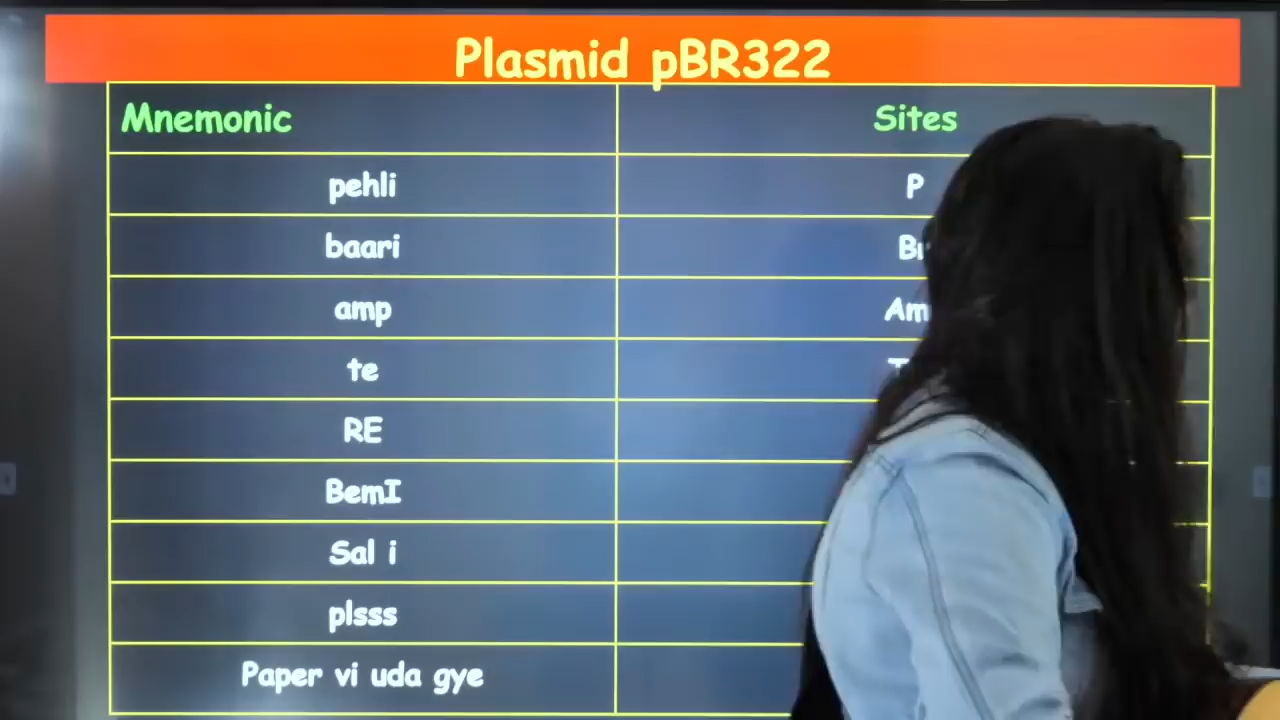 Plasmid pBR322
Mnemonic Sites
pehli P
baari
amp
te
RE
BemI
Sal i
plsss
Paper vi uda gye